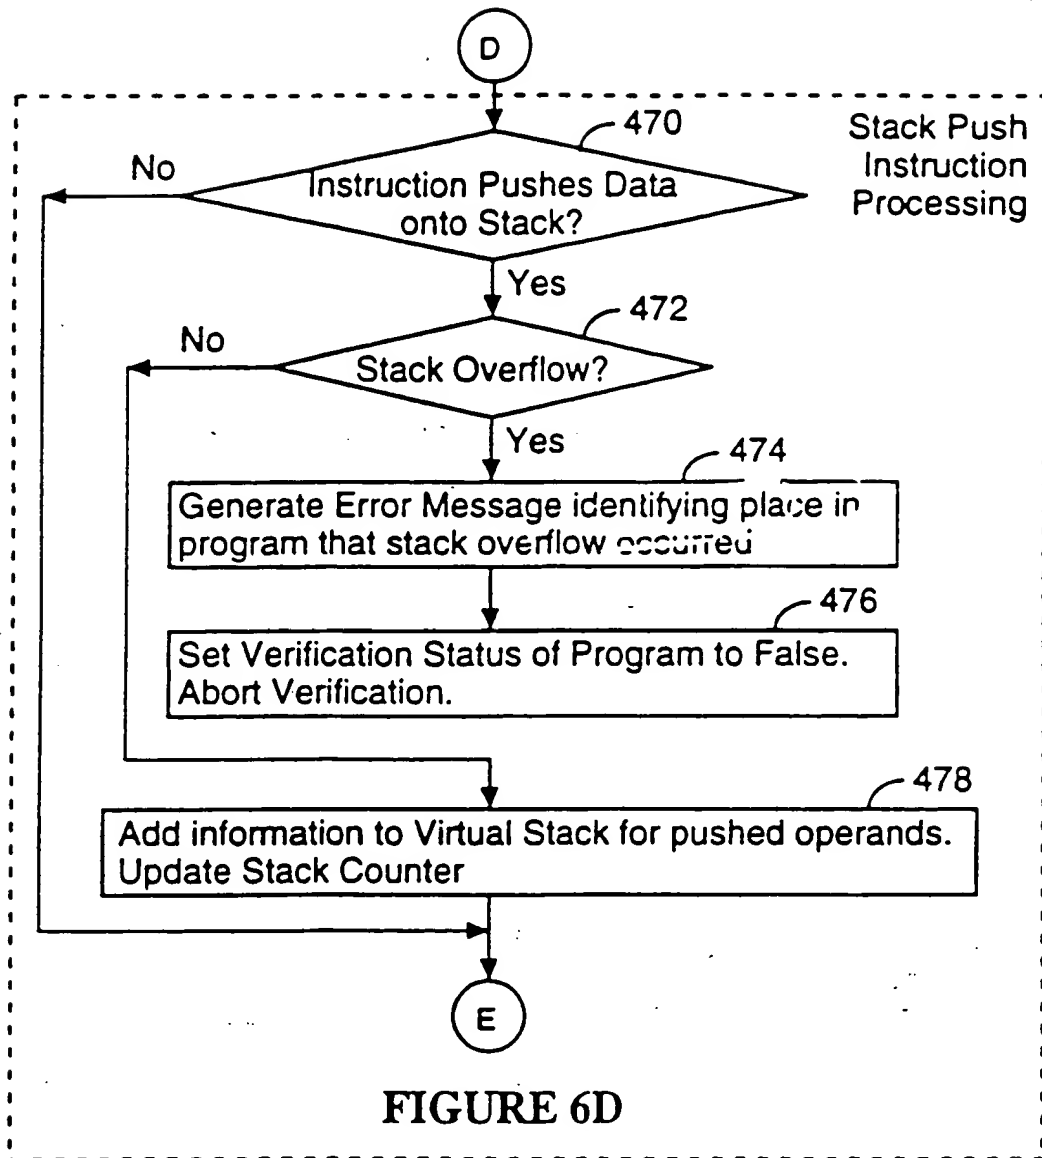 D
470
Stack Push
Instruction
Processing
No
Instruction Pushes Data
onto Stack?
Yes
472
No
Stack Overflow?
Yes
474
Generate Error Message identifying place in
program that stack overflow occurred
476
Set Verification Status of Program to False.
Abort Verification.
478
Add information to Virtual Stack for pushed operands.
Update Stack Counter
E
FIGURE 6D